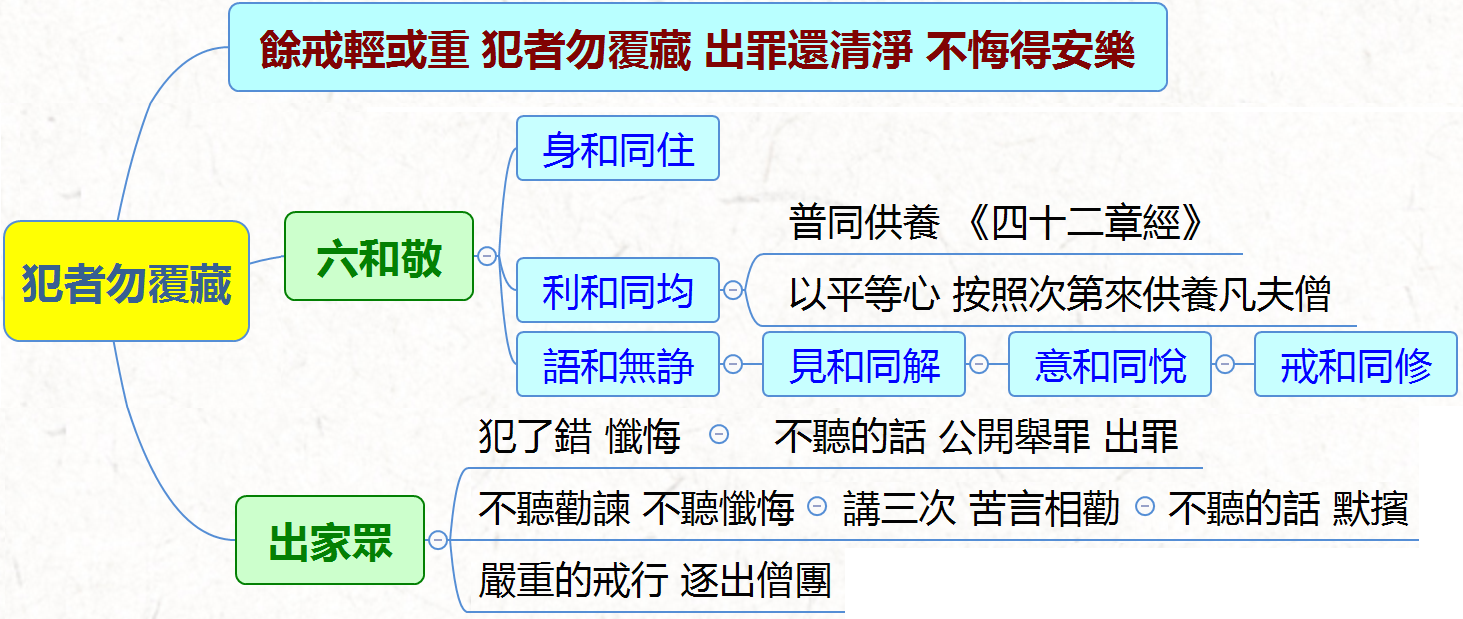 餘戒輕或重 犯者勿覆藏 出罪還清淨 不悔得安樂
犯者勿覆藏
六和敬
身和同住
利和同均
普同供養 《四十二章經》
以平等心 按照次第來供養凡夫僧
語和無諍 見和同解 意和同悅 戒和同修
出家眾
犯了錯 懺悔 不聽的話 公開舉罪 出罪
不聽勸諫 不聽懺悔 講三次 苦言相勸 不聽的話 默擯
嚴重的戒行 逐出僧團